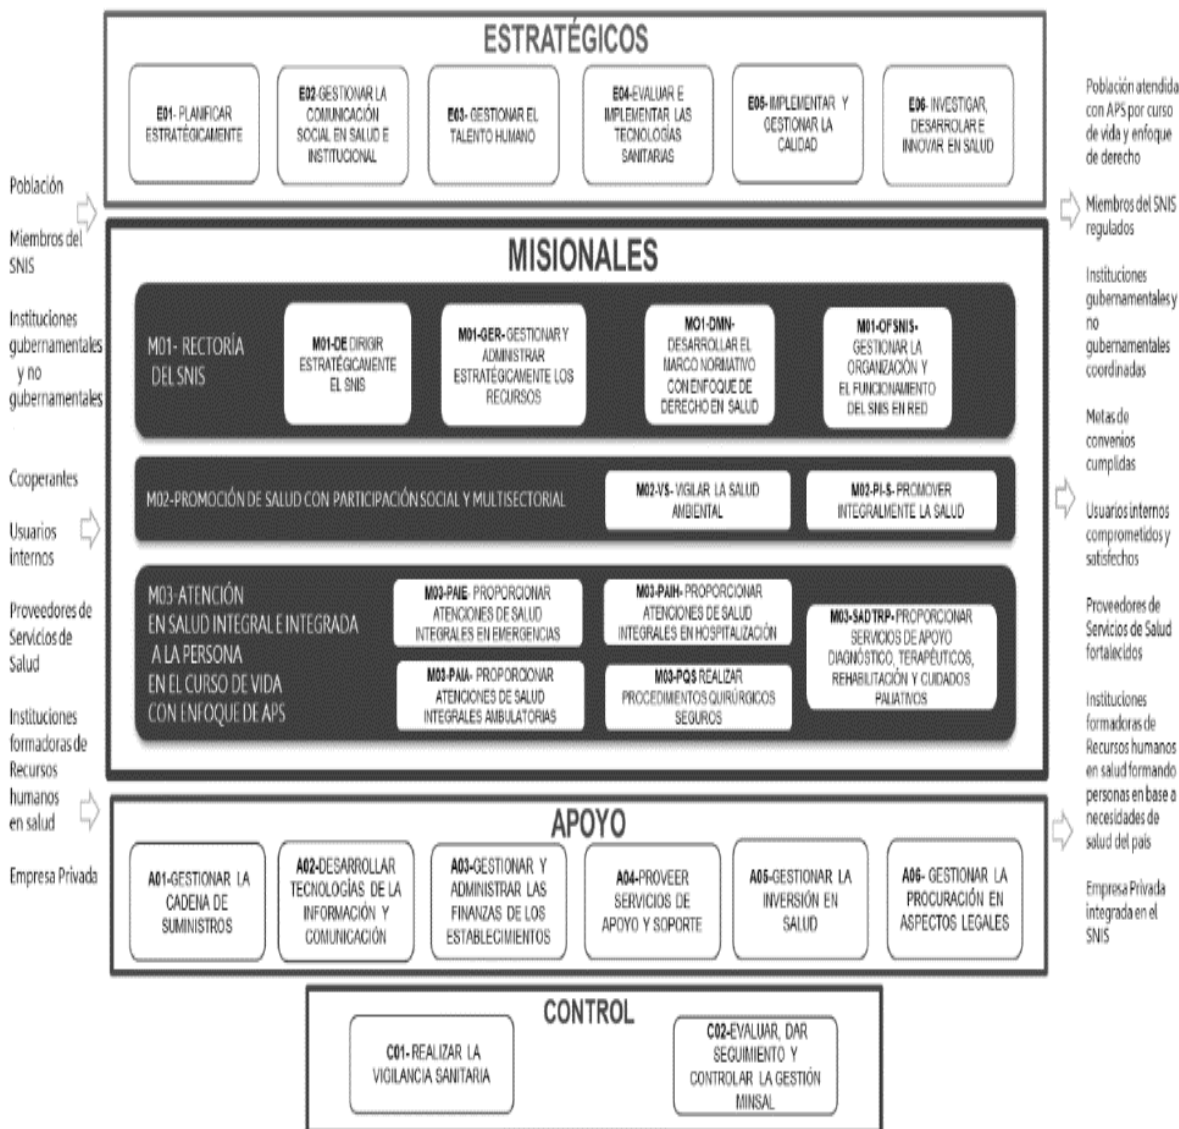 ESTRATÉGICOS
E01- PLANIFICAR
ESTRATÉGICAMENTE
E02-GESTIONAR LA
COMUNICACIÓN
SOCIAL EN SALUD E
INSTITUCIONAL
E03- GESTIONAR EL
TALENTO HUMANO
E04-EVALUAR E
IMPLEMENTAR LAS
TECNOLOGÍAS
SANITARIAS
E05- IMPLEMENTAR Y
GESTIONAR LA
CALIDAD
E06- INVESTIGAR,
DESARROLAR E
INNOVAR EN SALUD
Población
Miembros del
SNIS
Instituciones
gubernamentales
y no
gubernamentales
Cooperantes
Usuarios
internos
Proveedores de
Servicios de
Salud
Instituciones
formadoras de
Recursos
humanos
en salud
Empresa Privada
MISIONALES
M01- RECTORÍA
DEL SNIS
M01-DE DIRIGIR
ESTRATÉGICAMENTE
EL SNIS
M01-GER- GESTIONAR Y
ADMINISTRAR
ESTRATÉGICAMENTE LOS
RECURSOS
MO1-DMN-
DESARROLLAR EL
MARCO NORMATIVO
CON ENFOQUE DE
DERECHO EN SALUD
M01-OFSNIS-
GESTIONAR LA
ORGANIZACIÓN Y
EL FUNCIONAMIENTO
DEL SNIS EN RED
M02-PROMOCIÓN DE SALUD CON PARTICIPACIÓN SOCIAL Y MULTISECTORIAL
M02-VS- VIGILAR LA SALUD
AMBIENTAL
M02-PI-S- PROMOVER
INTEGRALMENTE LA SALUD
M03-ATENCIÓN
EN SALUD INTEGRAL E INTEGRADA
A LA PERSONA
EN EL CURSO DE VIDA
CON ENFOQUE DE APS
M03-PAIE- PROPORCIONAR
ATENCIONES DE SALUD
INTEGRALES EN EMERGENCIAS
M03-PAIH- PROPORCIONAR
ATENCIONES DE SALUD
INTEGRALES EN HOSPITALIZACIÓN
M03-PAIA- PROPORCIONAR
ATENCIONES DE SALUD
INTEGRALES AMBULATORIAS
M03-PQS REALIZAR
PROCEDIMIENTOS QUIRÚRGICOS
SEGUROS
M03-SADTRP- PROPORCIONAR
SERVICIOS DE APOYO
DIAGNÓSTICO, TERAPÉUTICOS,
REHABILITACIÓN Y CUIDADOS
PALIATIVOS
APOYO
A01-GESTIONAR LA
CADENA DE
SUMINISTROS
A02-DESARROLLAR
TECNOLOGÍAS DE LA
INFORMACIÓN Y
COMUNICACIÓN
A03-GESTIONAR Y
ADMINISTRAR LAS
FINANZAS DE LOS
ESTABLECIMIENTOS
A04-PROVEER
SERVICIOS DE
APOYO Y SOPORTE
A05-GESTIONAR LA
INVERSIÓN EN
SALUD
A06- GESTIONAR LA
PROCURACIÓN EN
ASPECTOS LEGALES
CONTROL
C01- REALIZAR LA
VIGILANCIA SANITARIA
C02-EVALUAR, DAR
SEGUIMIENTO Y
CONTROLAR LA GESTIÓN
MINSAL
Población atendida
con APS por curso
de vida y enfoque
de derecho
Miembros del SNIS
regulados
Instituciones
gubernamentales y
no
gubernamentales
coordinadas
Metas de
convenios
cumplidas
Usuarios internos
comprometidos y
satisfechos
Proveedores de
Servicios de Salud
fortalecidos
Instituciones
formadoras de
Recursos humanos
en salud formando
personas en base a
necesidades de
salud del país
Empresa Privada
integrada en el
SNIS